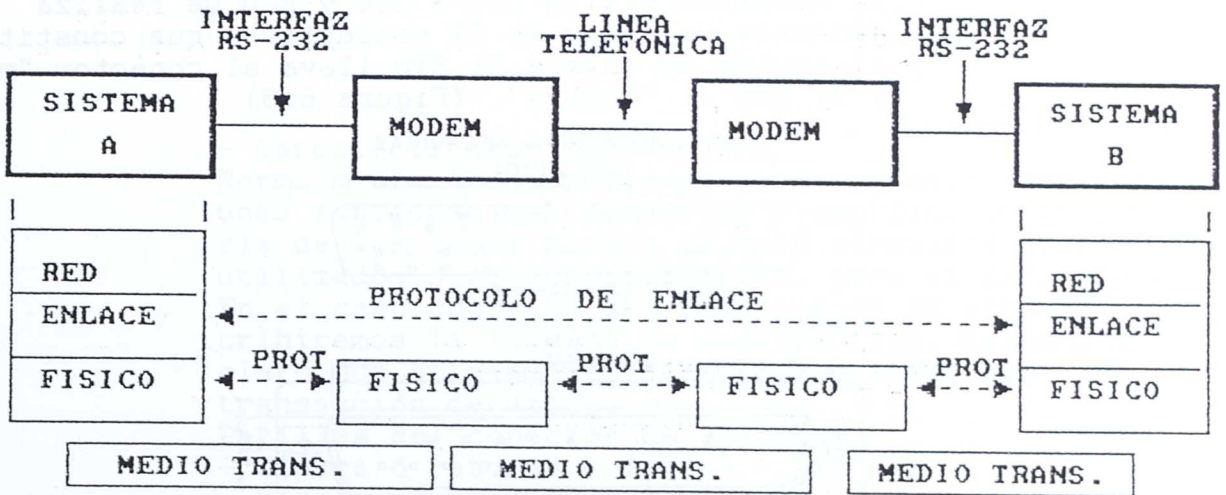 INTERFAZ
RS-232
LINEA
TELEFONICA
INTERFAZ
RS-232
SISTEMA
A
MODEM
MODEM
SISTEMA
B
RED
ENLACE
FISICO
PROTOCOLO DE ENLACE
PROT
FISICO
PROT
FISICO
PROT
RED
ENLACE
FISICO
MEDIO TRANS.
MEDIO TRANS.
MEDIO TRANS.